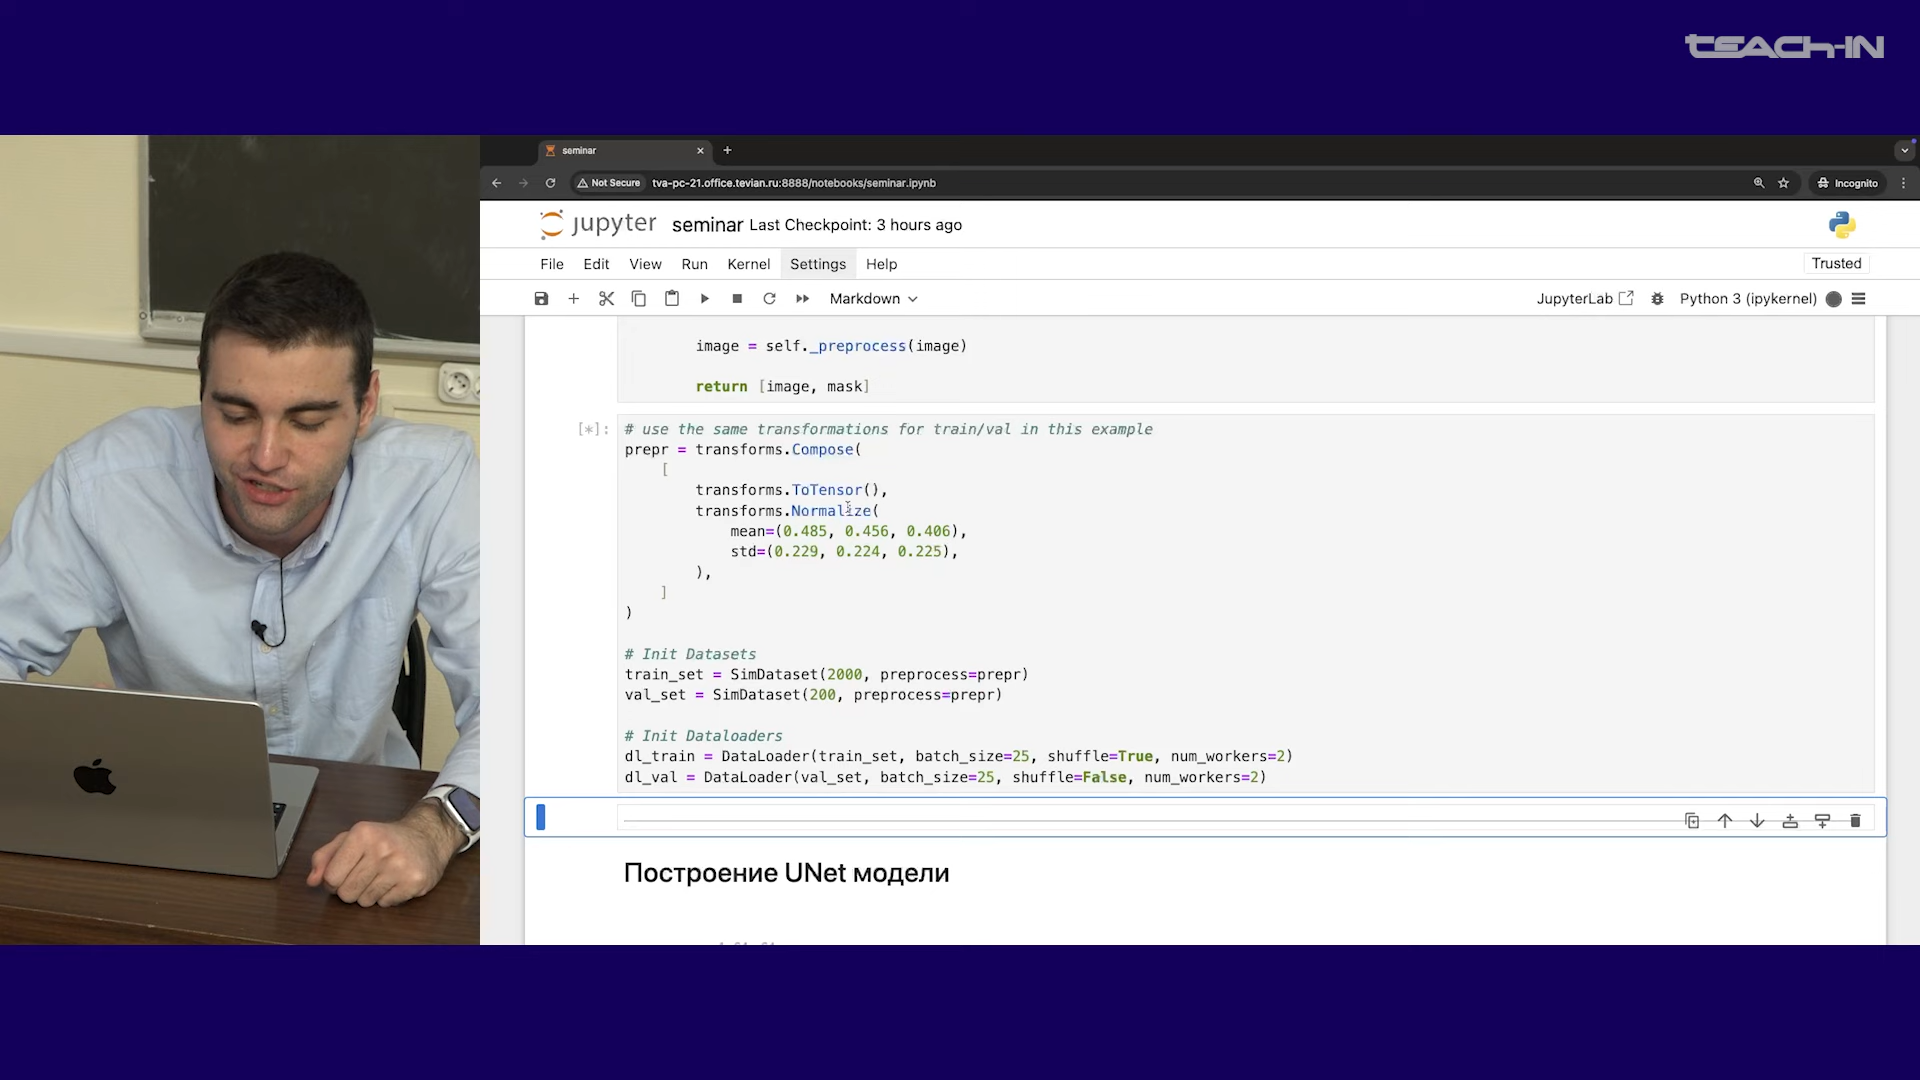 teach-in
seminar
Not Secure tva-pc-21.office.tevian.ru:8888/notebooks/seminar.ipynb Incognito
jupyter seminar Last Checkpoint: 3 hours ago
File Edit View Run Kernel Settings Help Trusted
Markdown JupyterLab Python 3 (ipykernel)
image = self._preprocess(image)
return [image, mask]
[*]: # use the same transformations for train/val in this example
prepr = transforms.Compose(
[
transforms.ToTensor(),
transforms.Normalize(
mean=(0.485, 0.456, 0.406),
std=(0.229, 0.224, 0.225),
),
]
)
# Init Datasets
train_set = SimDataset(2000, preprocess=prepr)
val_set = SimDataset(200, preprocess=prepr)
# Init Dataloaders
dl_train = DataLoader(train_set, batch_size=25, shuffle=True, num_workers=2)
dl_val = DataLoader(val_set, batch_size=25, shuffle=False, num_workers=2)
Построение UNet модели